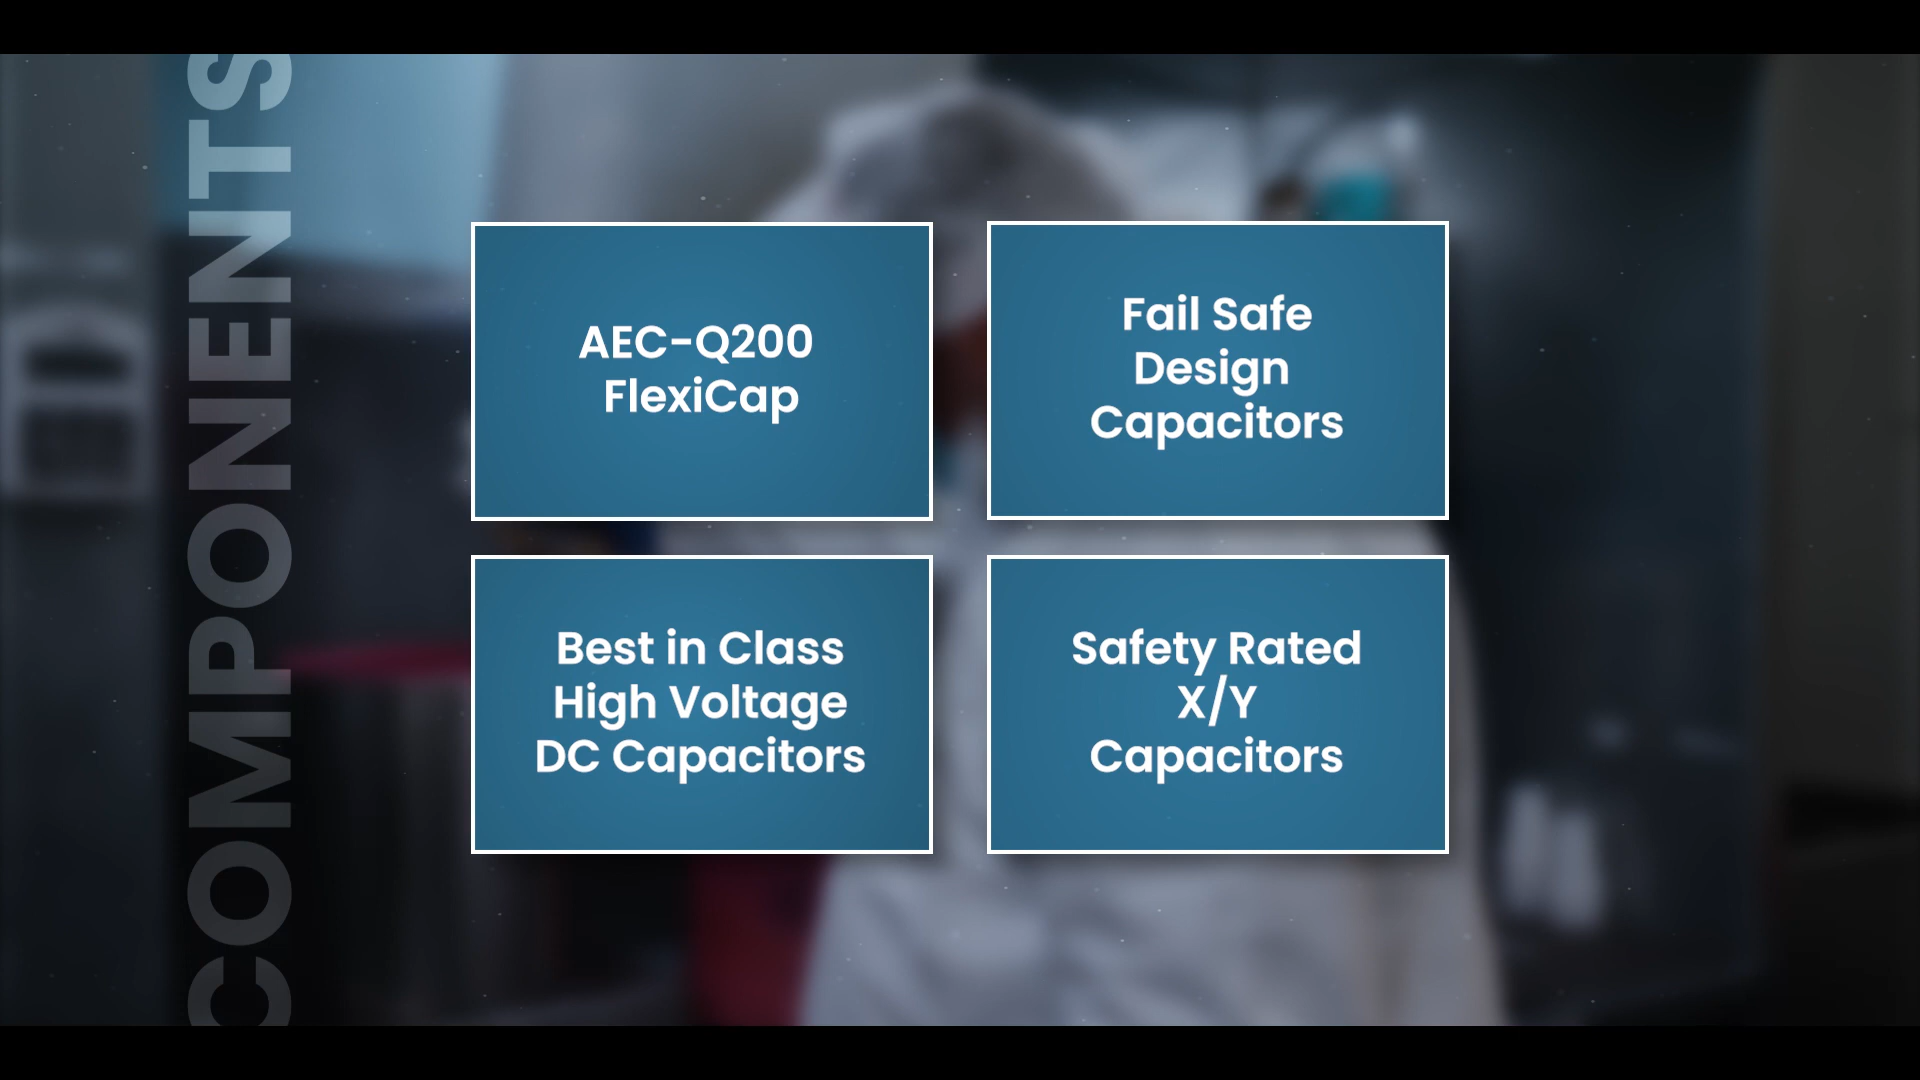 COMPONENTS
AEC-Q200
FlexiCap
Fail Safe
Design
Capacitors
Best in Class
High Voltage
DC Capacitors
Safety Rated
X/Y
Capacitors